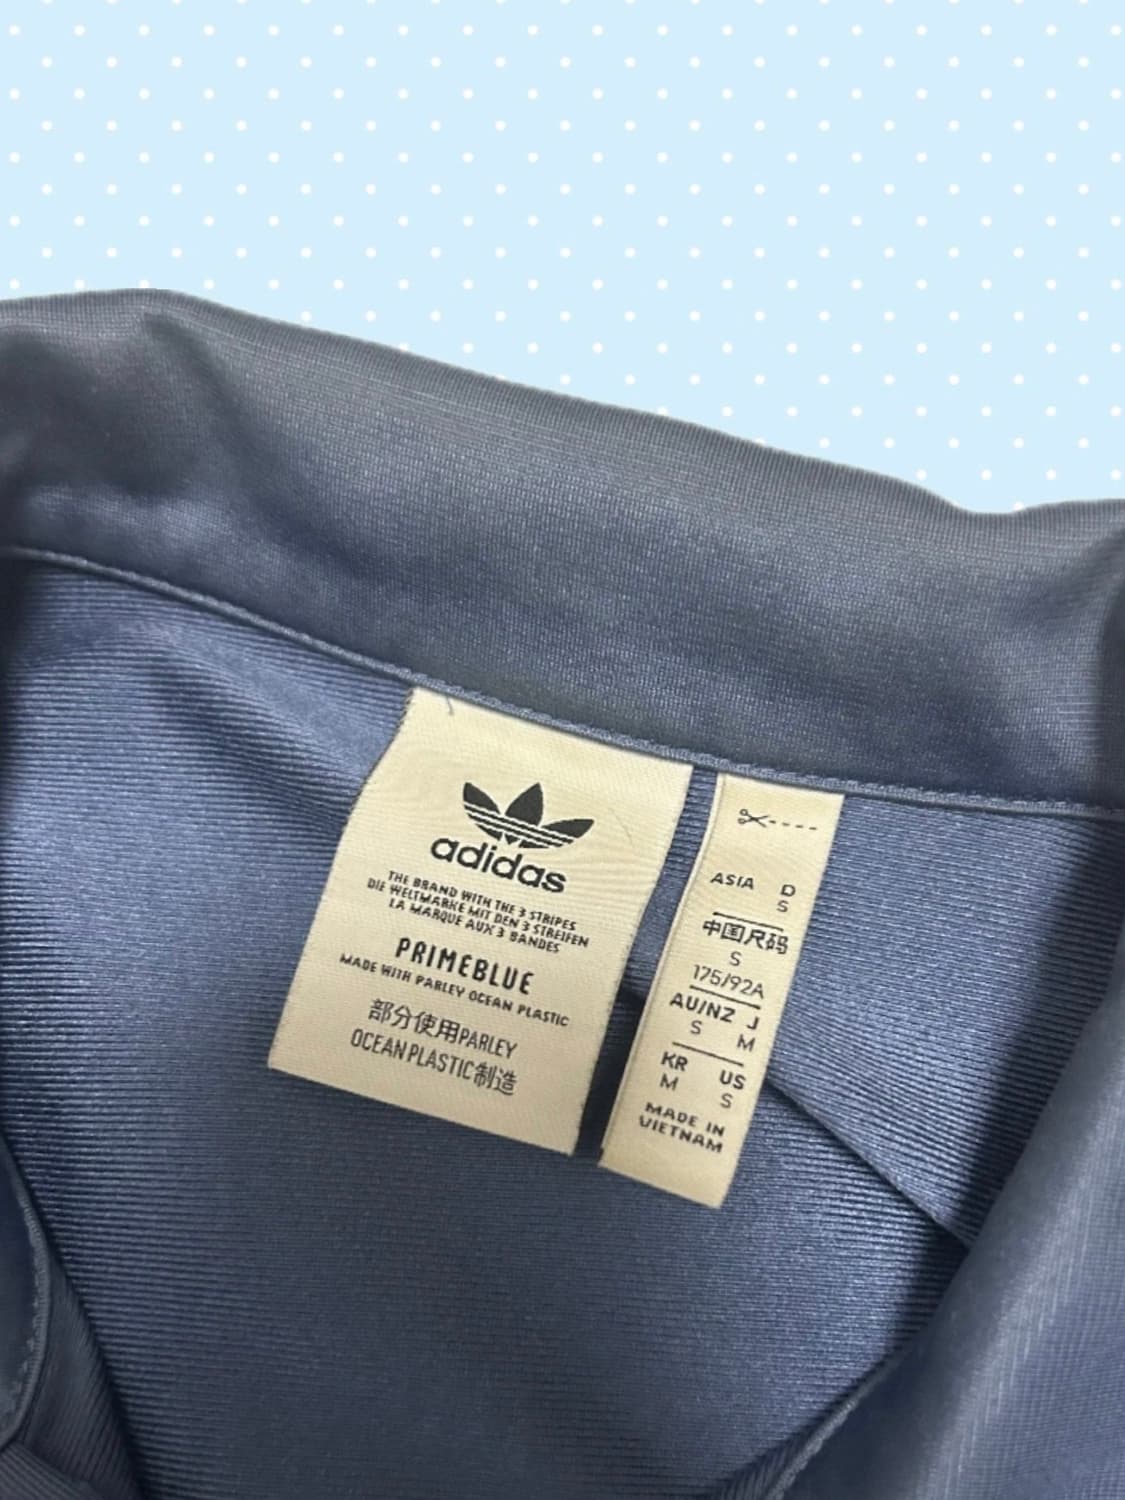 adidas
THE BRAND WITH THE 3 STRIPES
DIE WELTMARKE MIT DEN 3 STREIFEN
LA MARQUE AUX 3 BANDES
PRIMEBLUE
MADE WITH PARLEY OCEAN PLASTIC
部分使用PARLEY
OCEAN PLASTIC制造
ASIA D
S
中国尺码
S
175/92A
AU/NZ J
S M
KR US
M S
MADE IN
VIETNAM